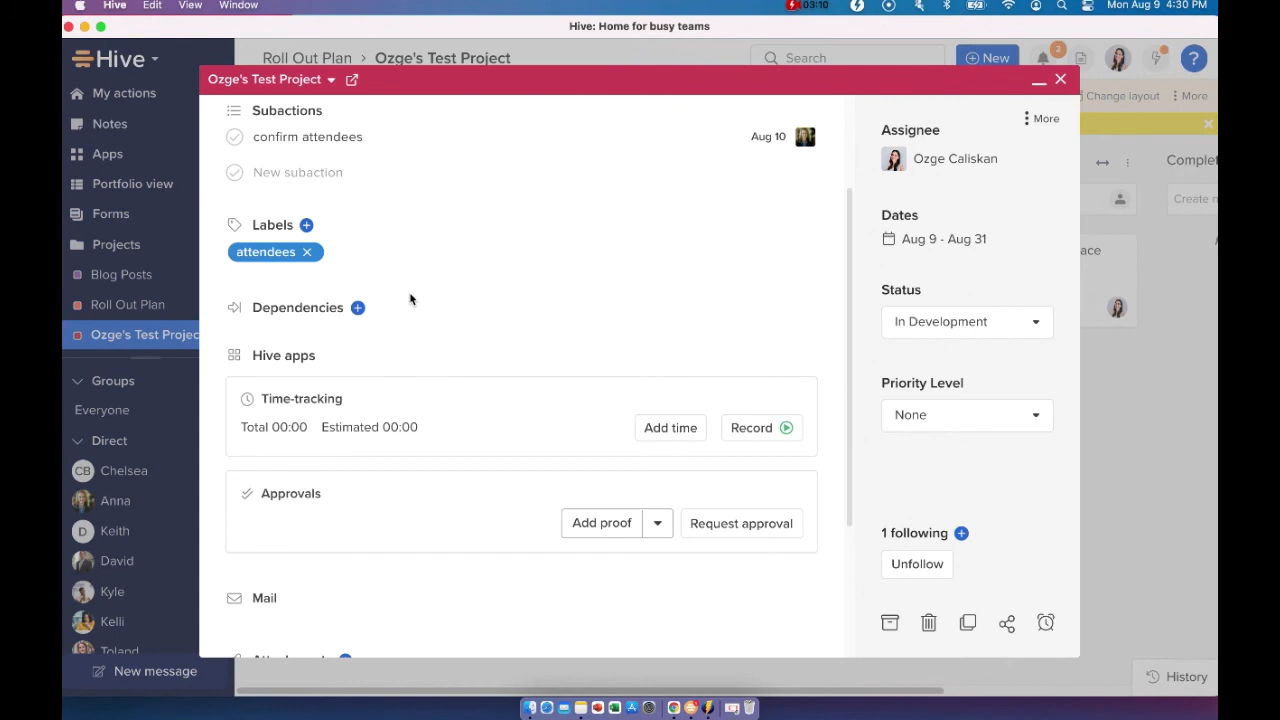 Hive Edit View Window
03:10
Mon Aug 9 4:30 PM
Hive: Home for busy teams
Hive
Roll Out Plan > Ozge's Test Project
Search
New
2
?
My actions
Notes
Apps
Portfolio view
Forms
Projects
Blog Posts
Roll Out Plan
Ozge's Test Projec
Groups
Everyone
Direct
CB Chelsea
Anna
D Keith
David
Kyle
Kelli
Toland
New message
Change layout
More
Complet
Create n
ace
History
Ozge's Test Project
Subactions
confirm attendees
Aug 10
New subaction
Labels
attendees
Dependencies
Hive apps
Time-tracking
Total 00:00 Estimated 00:00
Add time
Record
Approvals
Add proof
Request approval
Mail
More
Assignee
Ozge Caliskan
Dates
Aug 9 - Aug 31
Status
In Development
Priority Level
None
1 following
Unfollow